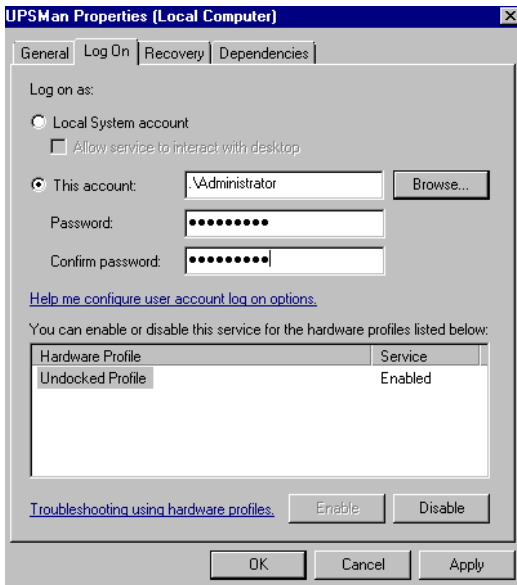 UPSMan Properties (Local Computer)
General Log On Recovery Dependencies
Log on as:
Local System account
Allow service to interact with desktop
This account: .\Administrator Browse...
Password: ●●●●●●●●●
Confirm password: ●●●●●●●●●
Help me configure user account log on options.
You can enable or disable this service for the hardware profiles listed below:
Hardware Profile Service
Undocked Profile Enabled
Troubleshooting using hardware profiles. Enable Disable
OK Cancel Apply